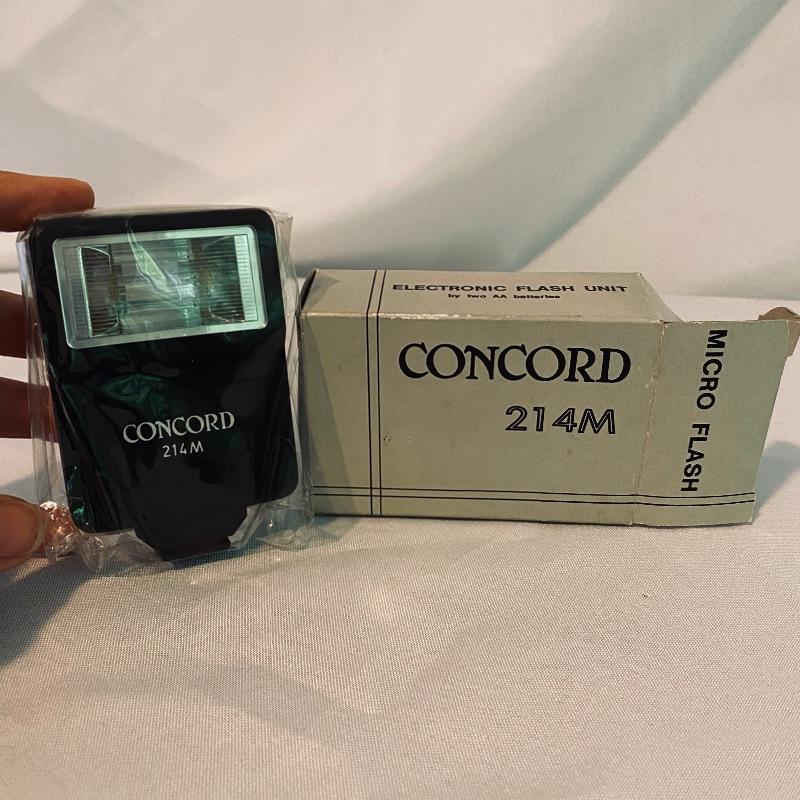 CONCORD
214M
ELECTRONIC FLASH UNIT
by two AA batteries
CONCORD
214M
MICRO FLASH